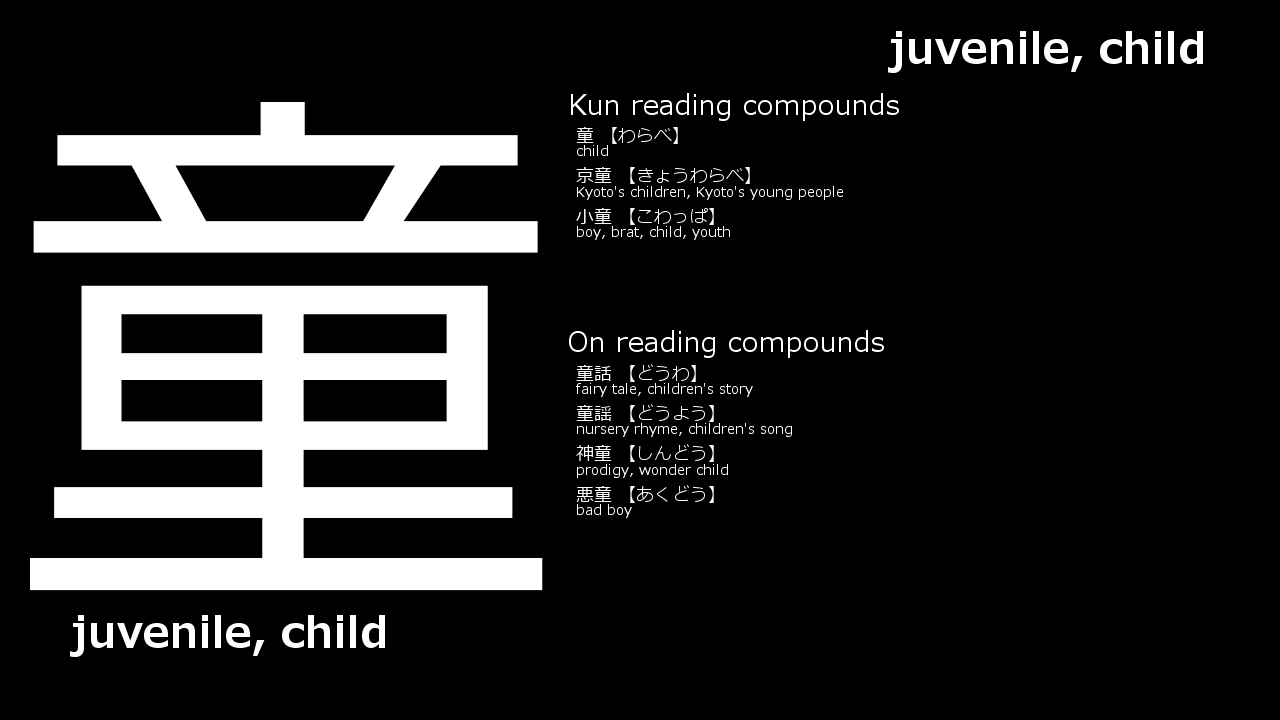 juvenile, child
童
juvenile, child
Kun reading compounds
童 【わらべ】
child
京童 【きょうわらべ】
Kyoto's children, Kyoto's young people
小童 【こわっぱ】
boy, brat, child, youth
On reading compounds
童話 【どうわ】
fairy tale, children's story
童謡 【どうよう】
nursery rhyme, children's song
神童 【しんどう】
prodigy, wonder child
悪童 【あくどう】
bad boy